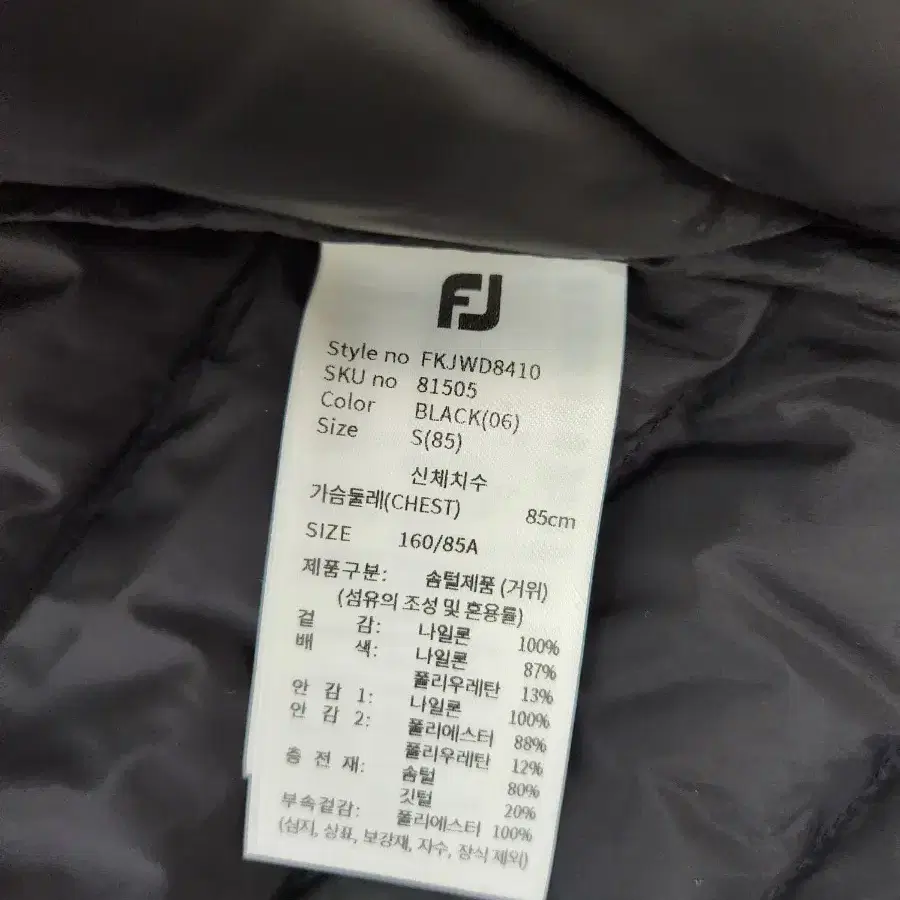 FJ
Style no FKJWD8410
SKU no 81505
Color BLACK(06)
Size S(85)
신체치수
가슴둘레(CHEST) 85cm
SIZE 160/85A
제품구분: 솜털제품 (거위)
(섬유의 조성 및 혼용률)
겉 감: 나일론 100%
배 색: 나일론 87%
폴리우레탄 13%
안 감 1: 나일론 100%
안 감 2: 폴리에스터 88%
폴리우레탄 12%
충 전 재: 솜털 80%
깃털 20%
부속겉감: 폴리에스터 100%
(심지, 상표, 보강재, 자수, 장식 제외)